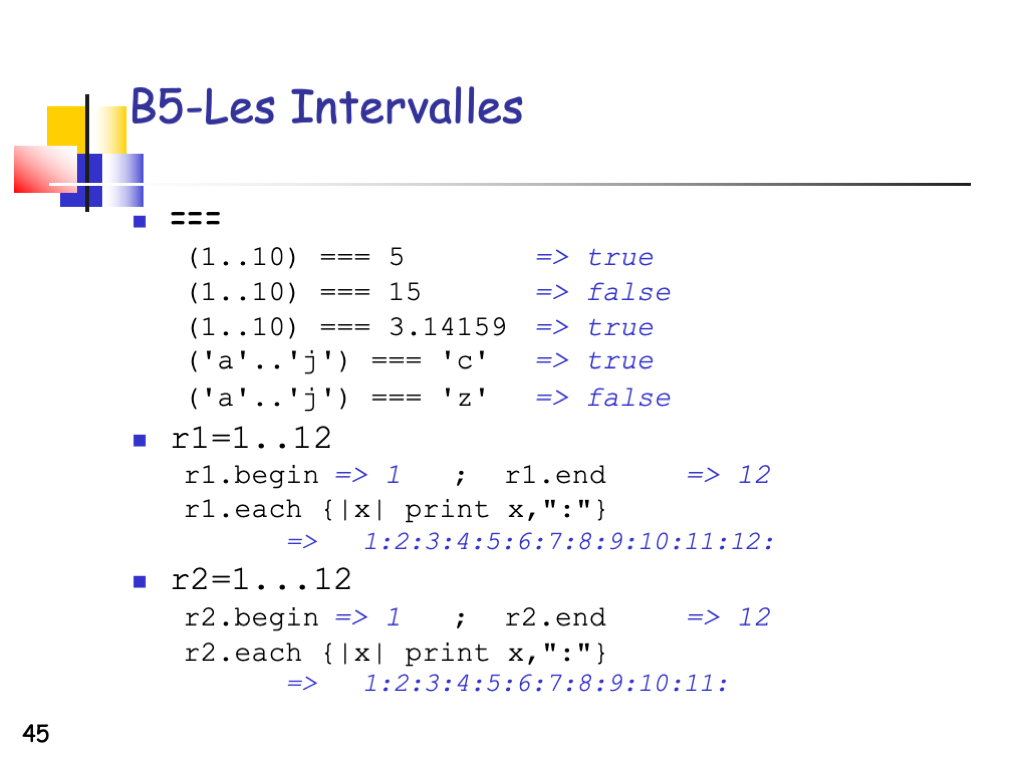 B5-Les Intervalles
===
(1..10) === 5 => true
(1..10) === 15 => false
(1..10) === 3.14159 => true
('a'..'j') === 'c' => true
('a'..'j') === 'z' => false
r1=1..12
r1.begin => 1 ; r1.end => 12
r1.each {|x| print x,":"}
=> 1:2:3:4:5:6:7:8:9:10:11:12:
r2=1...12
r2.begin => 1 ; r2.end => 12
r2.each {|x| print x,":"}
=> 1:2:3:4:5:6:7:8:9:10:11:
45